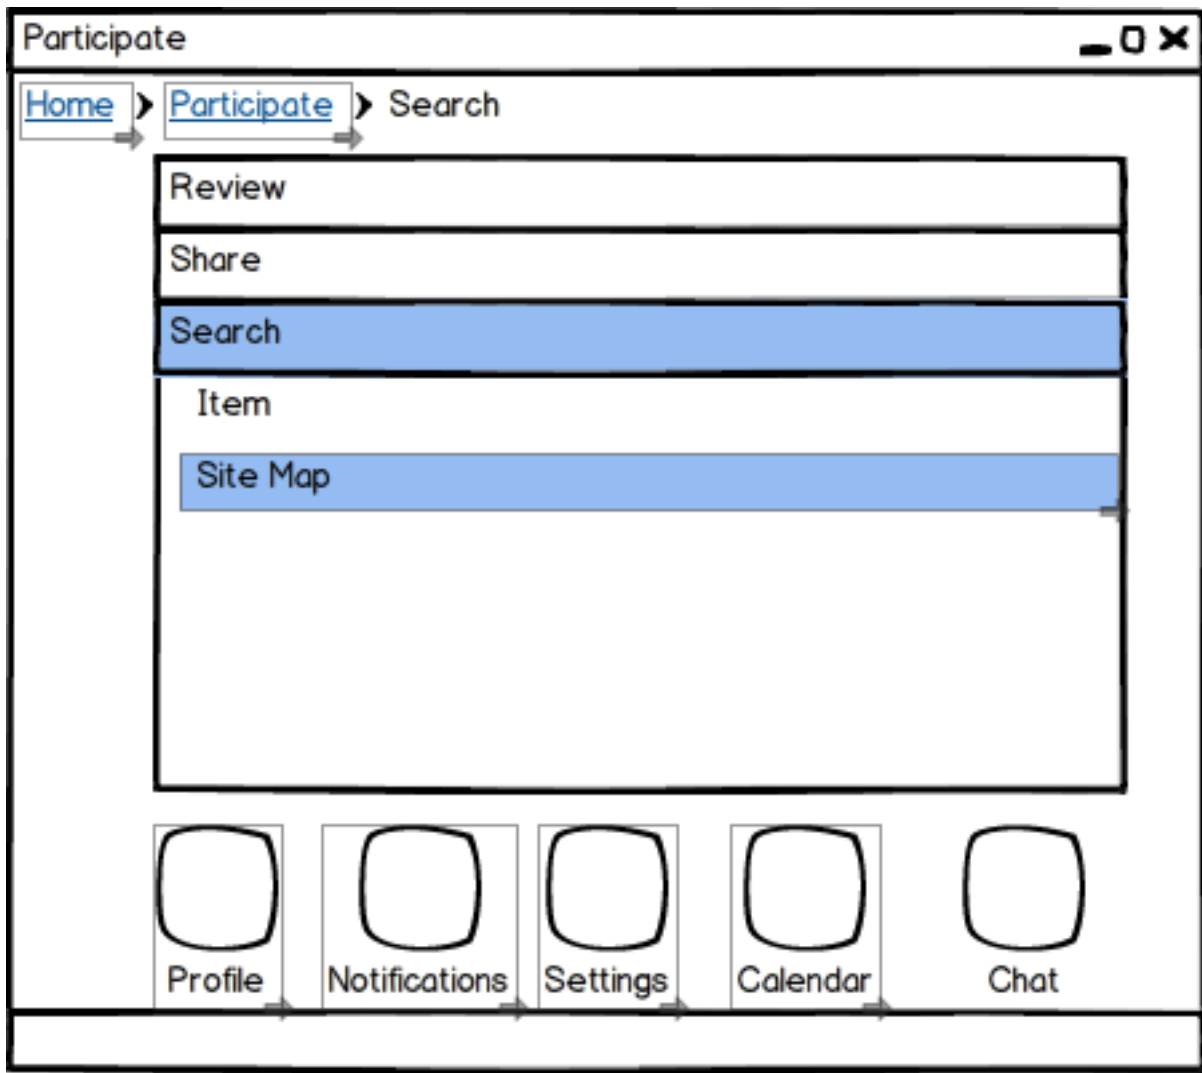 Participate
Home Participate Search
Review
Share
Search
Item
Site Map
Profile Notifications Settings Calendar Chat